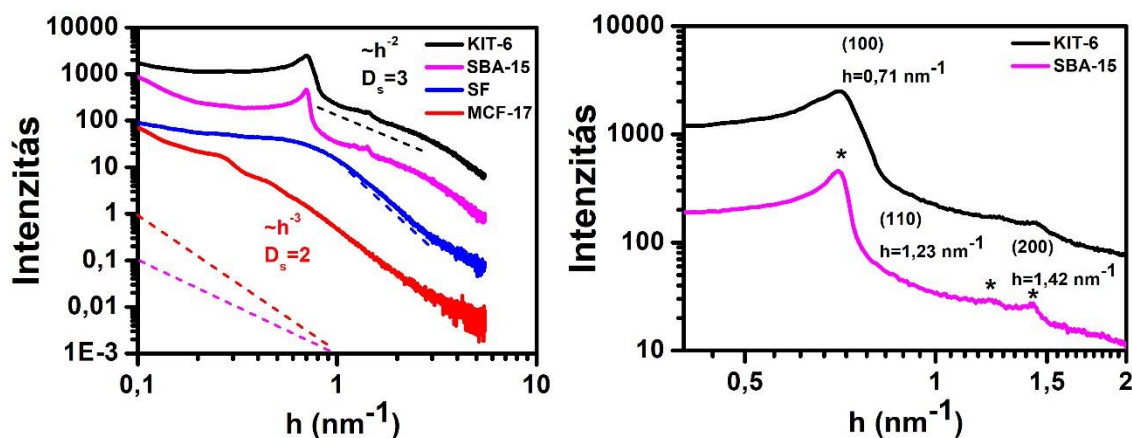 Intenzitás
10000
1000
100
10
1
0,1
0,01
1E-3
0,1
1
10
h (nm⁻¹)
~h⁻²
Dₛ=3
KIT-6
SBA-15
SF
MCF-17
~h⁻³
Dₛ=2
Intenzitás
10000
1000
100
10
0,5
1
1,5
2
h (nm⁻¹)
(100)
h=0,71 nm⁻¹
KIT-6
SBA-15
*
(110)
h=1,23 nm⁻¹
(200)
h=1,42 nm⁻¹
* *